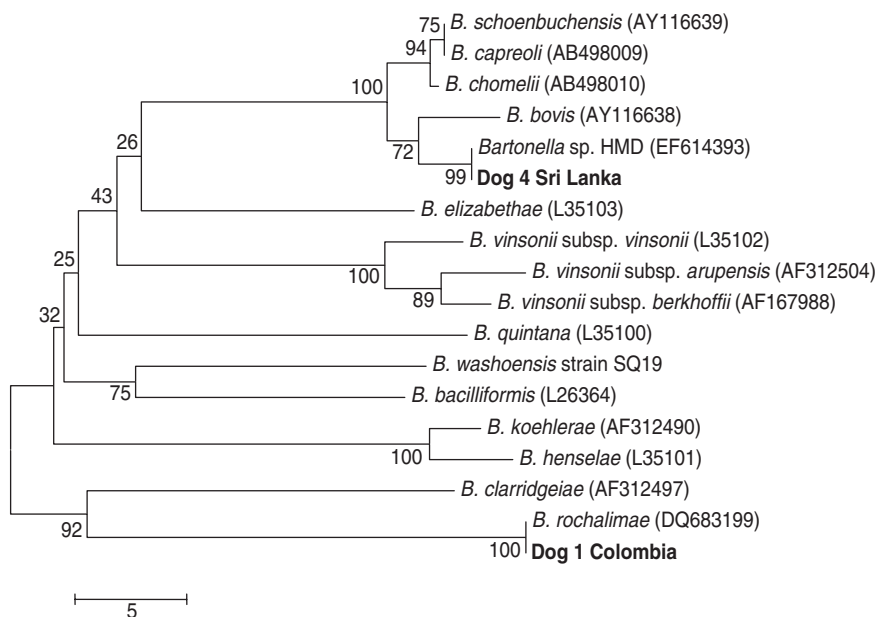 75 B. schoenbuchensis (AY116639)
94 B. capreoli (AB498009)
B. chomelii (AB498010)
100
B. bovis (AY116638)
26 72 Bartonella sp. HMD (EF614393)
99 Dog 4 Sri Lanka
43
B. elizabethae (L35103)
B. vinsonii subsp. vinsonii (L35102)
25 100 B. vinsonii subsp. arupensis (AF312504)
89 B. vinsonii subsp. berkhoffii (AF167988)
32
B. quintana (L35100)
B. washoensis strain SQ19
75 B. bacilliformis (L26364)
B. koehlerae (AF312490)
100 B. henselae (L35101)
B. clarridgeiae (AF312497)
92 B. rochalimae (DQ683199)
100 Dog 1 Colombia
5